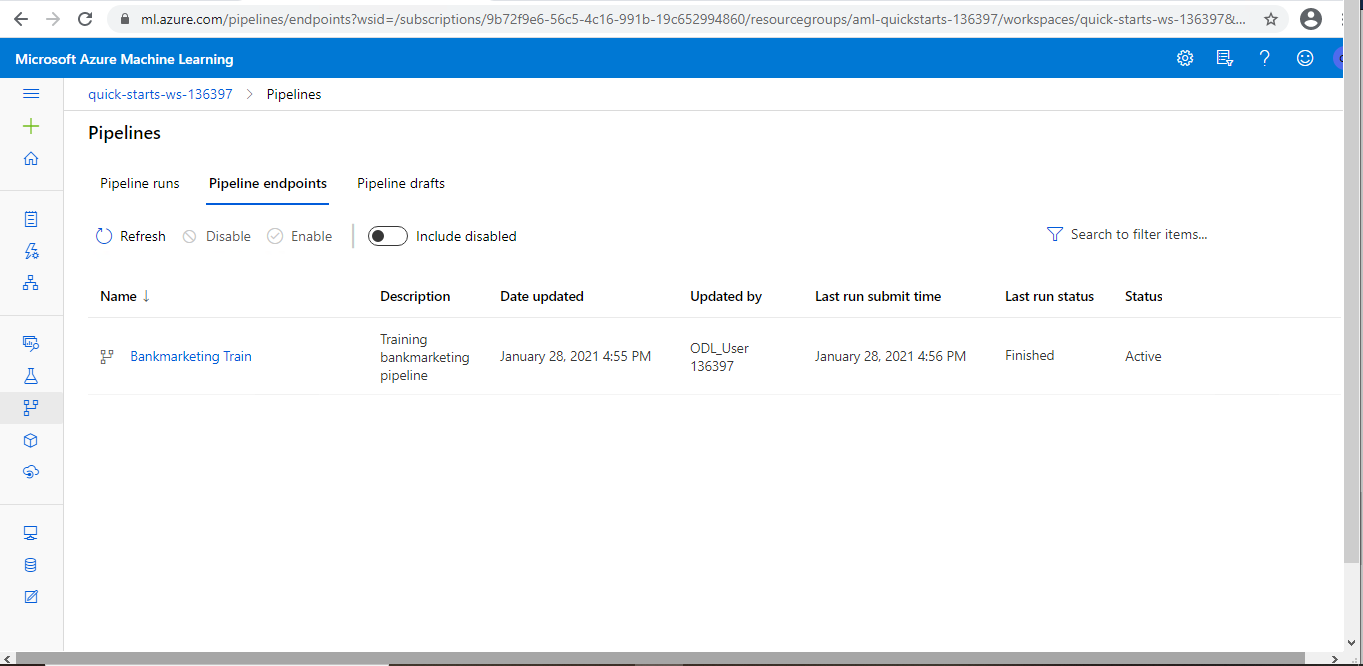 ml.azure.com/pipelines/endpoints?wsid=/subscriptions/9b72f9e6-56c5-4c16-991b-19c652994860/resourcegroups/aml-quickstarts-136397/workspaces/quick-starts-ws-136397&...
Microsoft Azure Machine Learning
quick-starts-ws-136397 > Pipelines
Pipelines
Pipeline runs Pipeline endpoints Pipeline drafts
Refresh Disable Enable Include disabled Search to filter items...
Name ↓ Description Date updated Updated by Last run submit time Last run status Status
Bankmarketing Train Training bankmarketing pipeline January 28, 2021 4:55 PM ODL_User 136397 January 28, 2021 4:56 PM Finished Active